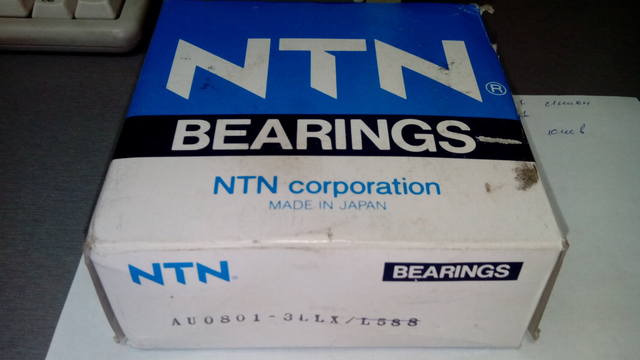 NTN®
BEARINGS
NTN corporation
MADE IN JAPAN
NTN
BEARINGS
AU0801-3LLX/L588